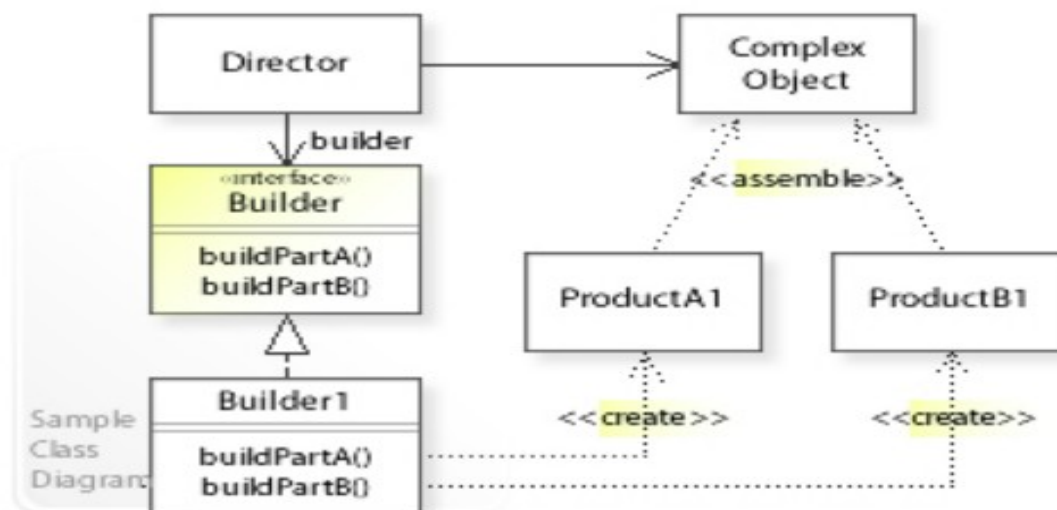 Director
Complex
Object
builder
«interface»
Builder
buildPartA()
buildPartB()
<<assemble>>
ProductA1
ProductB1
Builder1
buildPartA()
buildPartB()
<<create>>
<<create>>
Sample
Class
Diagram